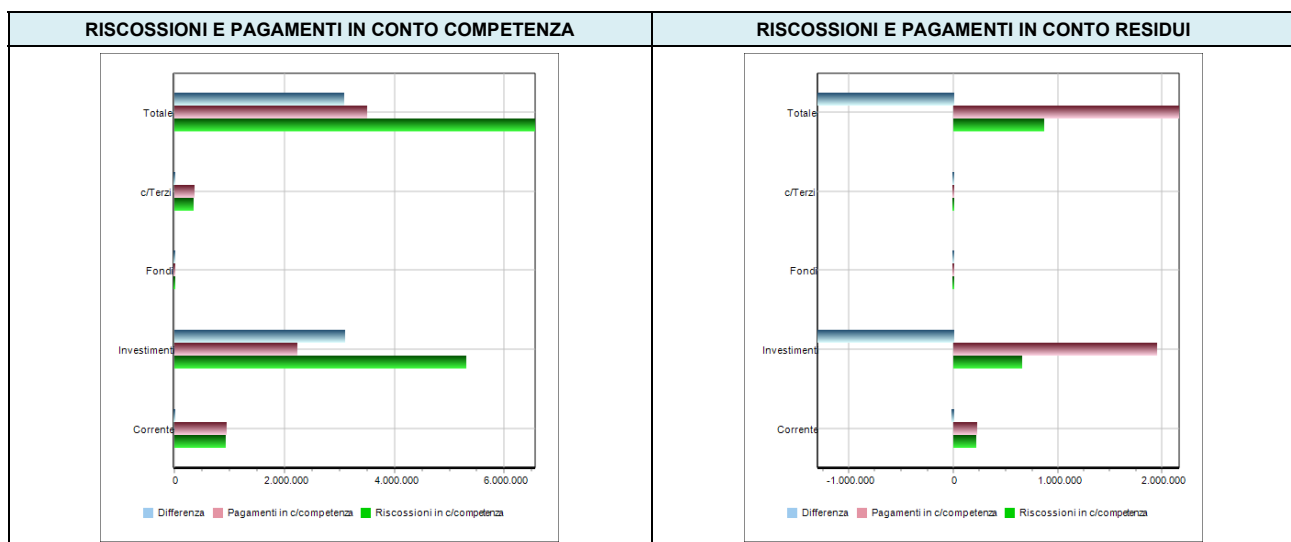 RISCOSSIONI E PAGAMENTI IN CONTO COMPETENZA
Totale
c/Terzi
Fondi
Investimenti
Corrente
0 2.000.000 4.000.000 6.000.000
Differenza Pagamenti in c/competenza Riscossioni in c/competenza
RISCOSSIONI E PAGAMENTI IN CONTO RESIDUI
Totale
c/Terzi
Fondi
Investimenti
Corrente
-1.000.000 0 1.000.000 2.000.000
Differenza Pagamenti in c/competenza Riscossioni in c/competenza